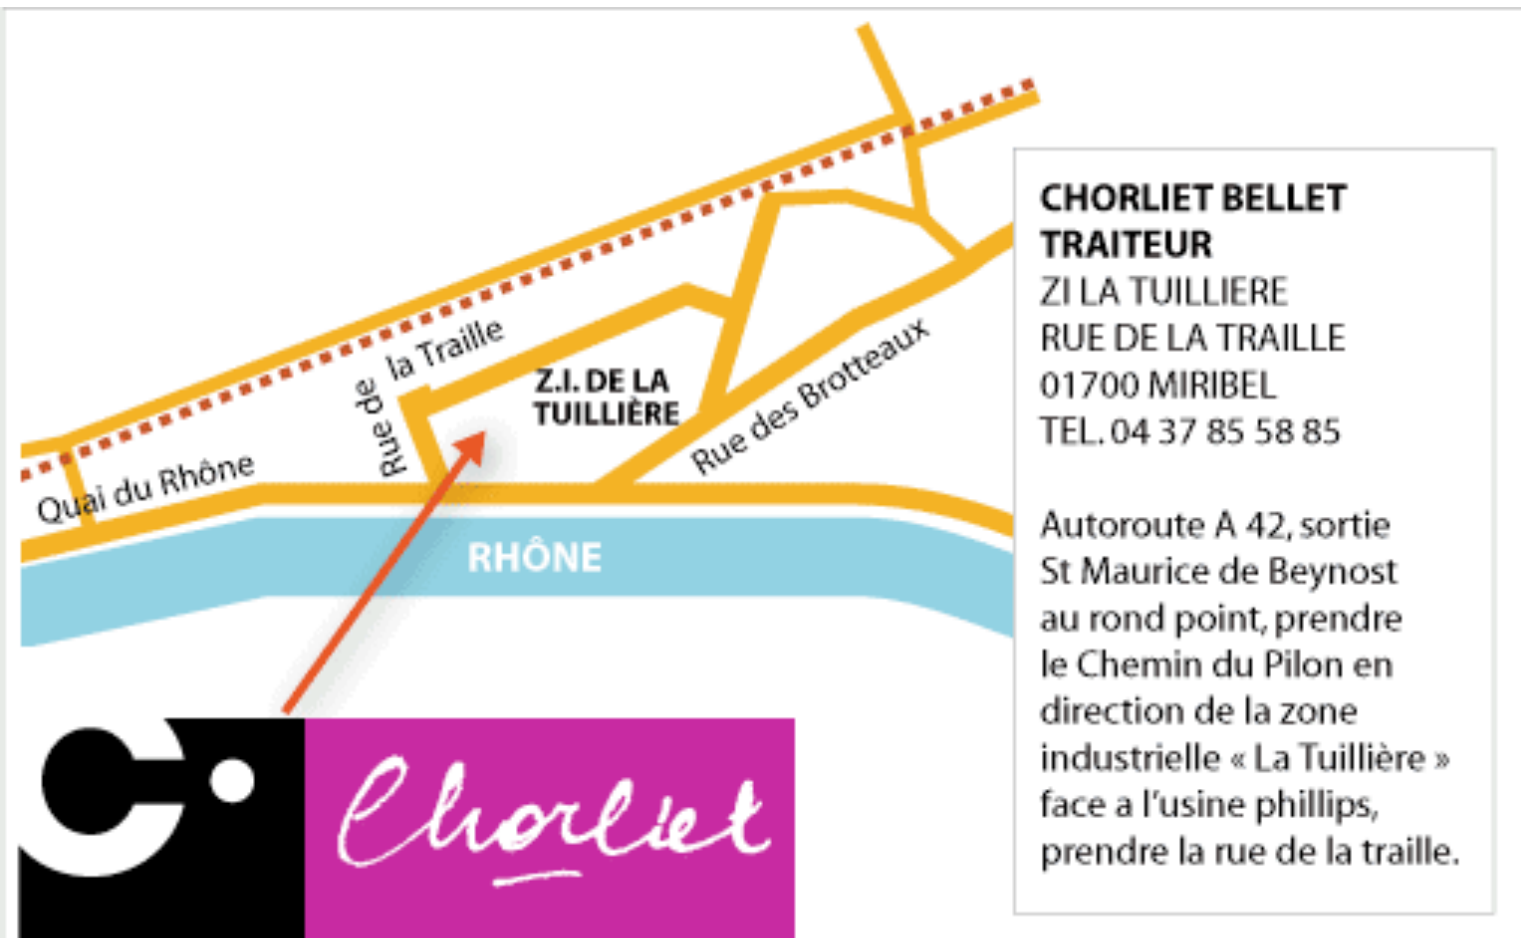 Rue de la Traille
Z.I. DE LA
TUILLIÈRE
Rue des Brotteaux
Quai du Rhône
RHÔNE
Chorliet
CHORLIET BELLET
TRAITEUR
ZI LA TUILLIERE
RUE DE LA TRAILLE
01700 MIRIBEL
TEL. 04 37 85 58 85
Autoroute A 42, sortie
St Maurice de Beynost
au rond point, prendre
le Chemin du Pilon en
direction de la zone
industrielle « La Tuillière »
face a l'usine phillips,
prendre la rue de la traille.